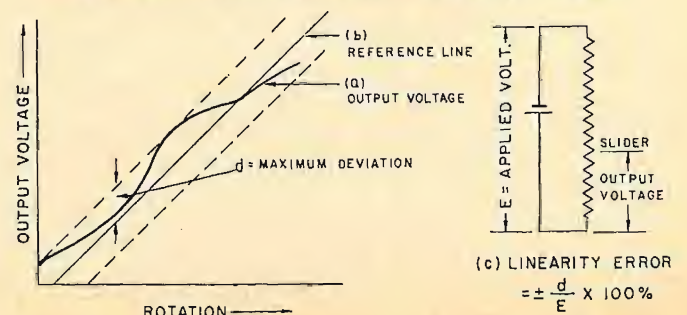 OUTPUT VOLTAGE
(b)
REFERENCE LINE
(a)
OUTPUT VOLTAGE
d = MAXIMUM DEVIATION
ROTATION
E = APPLIED VOLT.
SLIDER
OUTPUT
VOLTAGE
(c) LINEARITY ERROR
= ± d/E X 100%